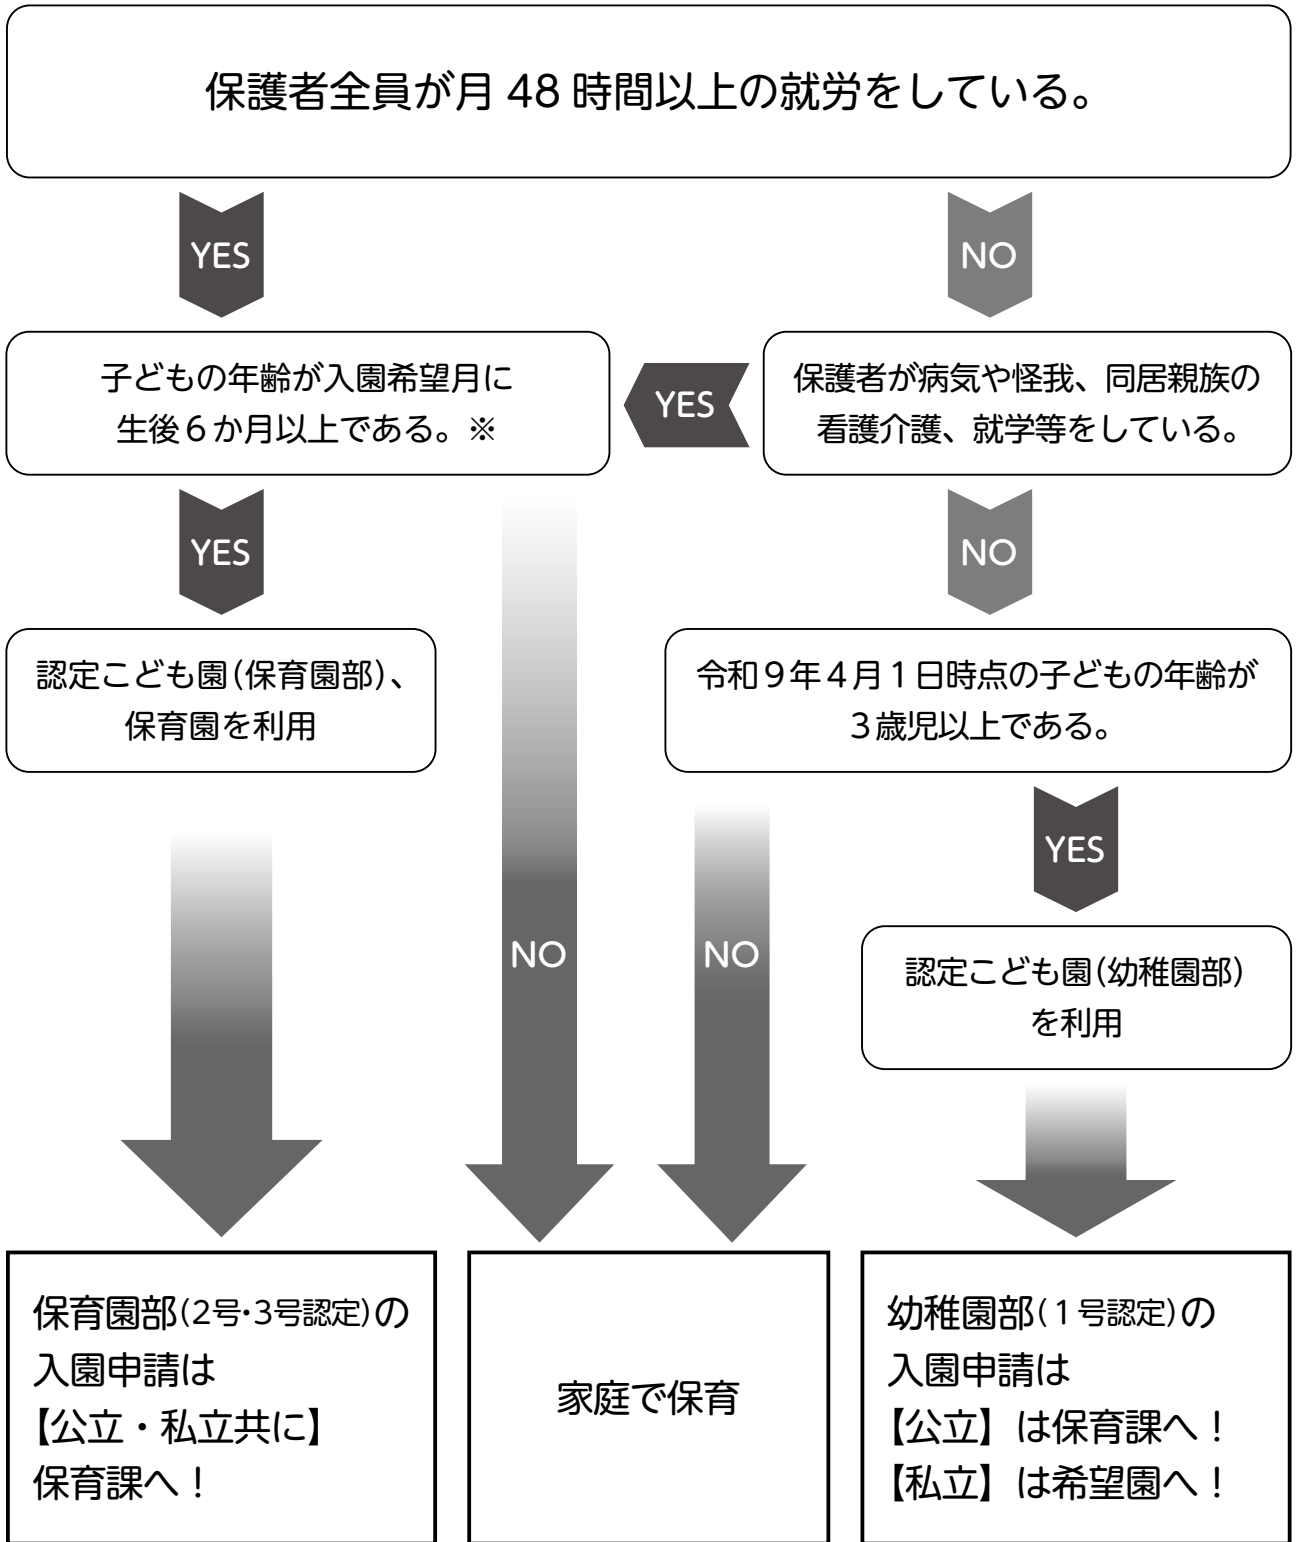 保護者全員が月 48 時間以上の就労をしている。
YES
NO
子どもの年齢が入園希望月に
生後６か月以上である。※
YES
保護者が病気や怪我、同居親族の
看護介護、就学等をしている。
YES
NO
認定こども園(保育園部)、
保育園を利用
令和９年４月１日時点の子どもの年齢が
３歳児以上である。
YES
NO
NO
認定こども園(幼稚園部)
を利用
保育園部(2号・3号認定)の
入園申請は
【公立・私立共に】
保育課へ！
家庭で保育
幼稚園部(１号認定)の
入園申請は
【公立】は保育課へ！
【私立】は希望園へ！